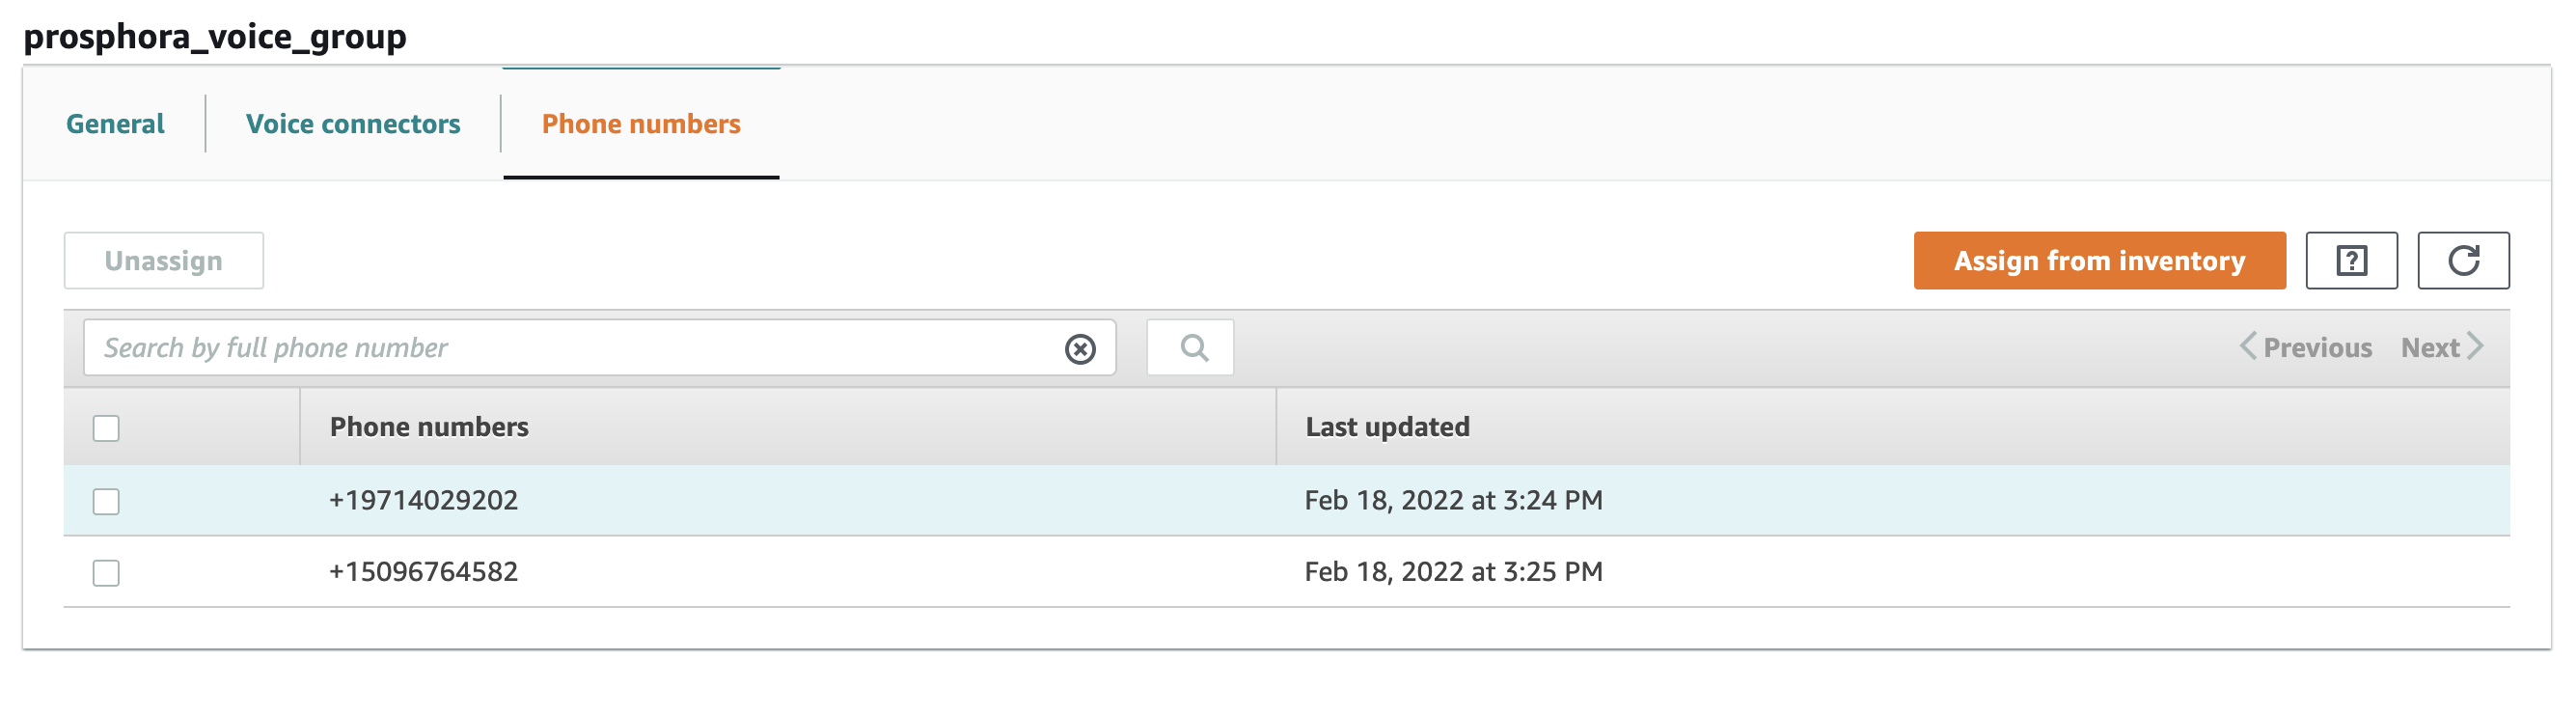 prosphora_voice_group
General Voice connectors Phone numbers
Unassign Assign from inventory ?
Search by full phone number Previous Next
Phone numbers Last updated
+19714029202 Feb 18, 2022 at 3:24 PM
+15096764582 Feb 18, 2022 at 3:25 PM